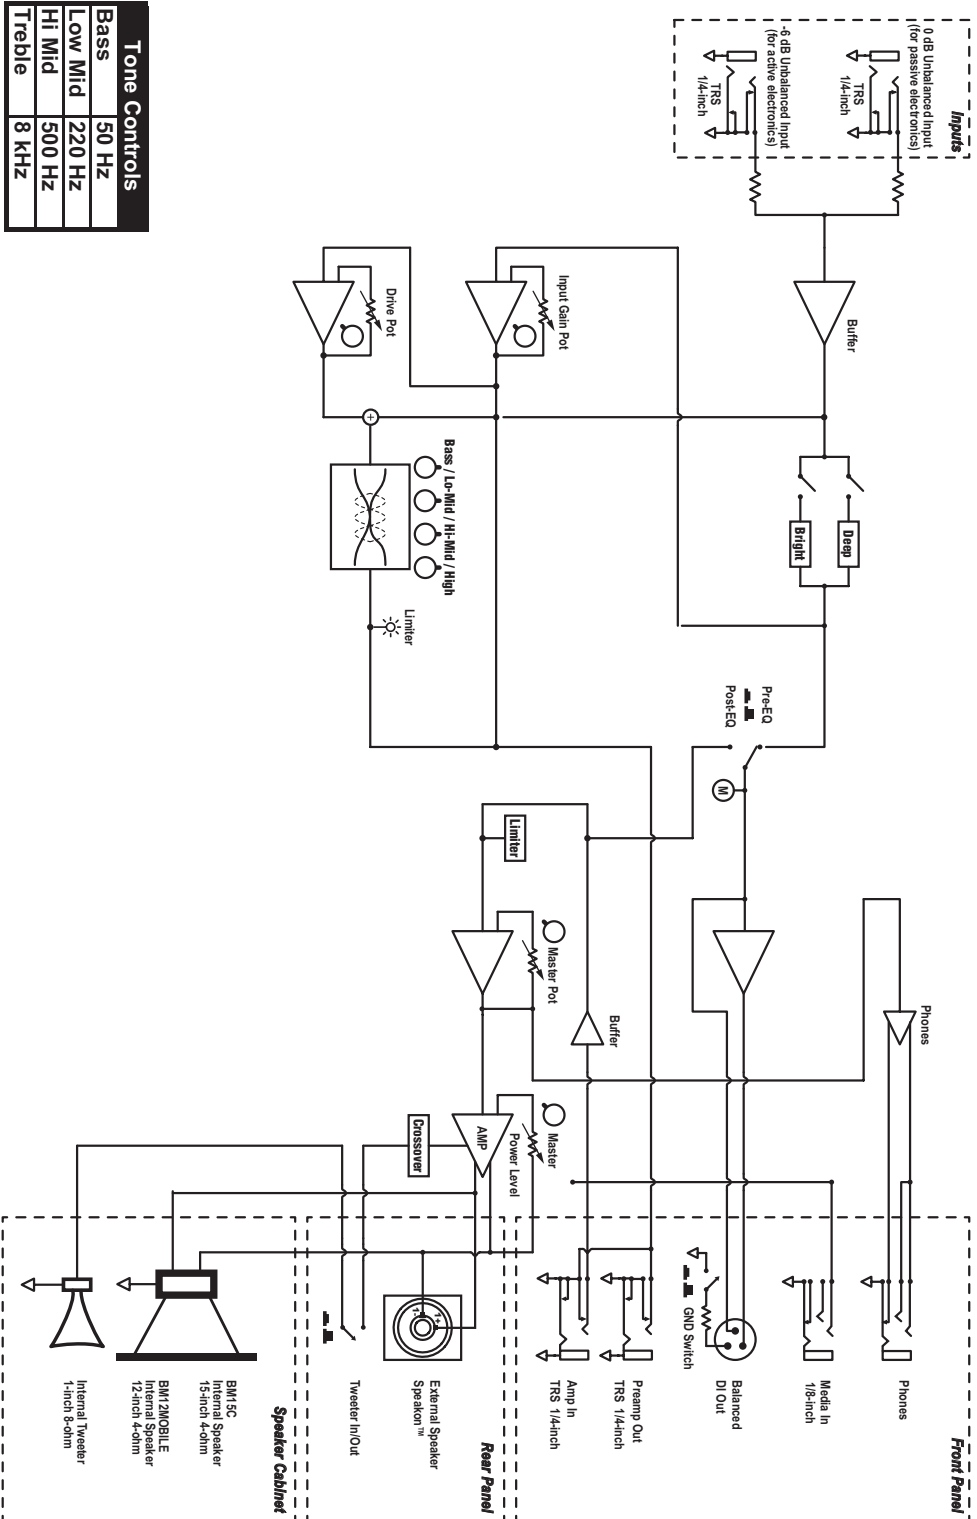 Inputs
0 dB Unbalanced Input
(for passive electronics)
TRS
1/4-inch
-6 dB Unbalanced Input
(for active electronics)
TRS
1/4-inch
Buffer
Deep
Bright
Input Gain Pot
Drive Pot
+
Bass / Lo-Mid / Hi-Mid / High
Limiter
Pre-EQ
Post-EQ
M
Limiter
Master Pot
Buffer
Phones
Master
Power Level
AMP
Crossover
Front Panel
Phones
Media In
1/8-inch
Balanced
DI Out
GND Switch
Preamp Out
TRS 1/4-inch
Amp In
TRS 1/4-inch
Rear Panel
External Speaker
Speakon™
1+
1-
Tweeter In/Out
Speaker Cabinet
BM15C
Internal Speaker
15-inch 4-ohm
BM12MOBILE
Internal Speaker
12-inch 4-ohm
Internal Tweeter
1-inch 8-ohm
Tone Controls
Bass 50 Hz
Low Mid 220 Hz
Hi Mid 500 Hz
Treble 8 kHz